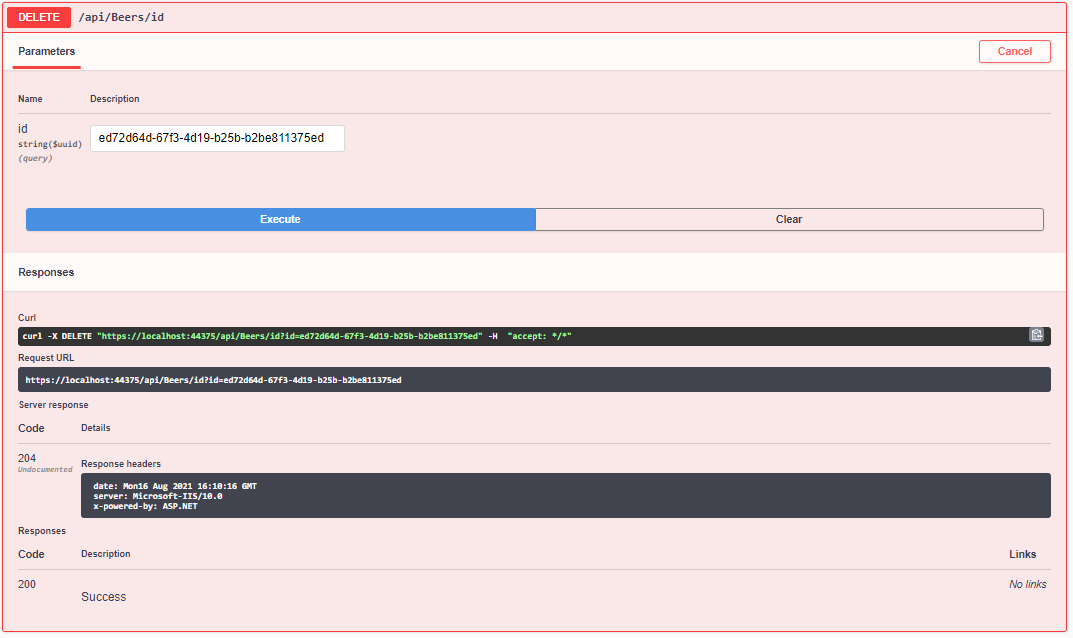 DELETE /api/Beers/id
Parameters
Cancel
Name Description
id
string($uuid)
(query)
ed72d64d-67f3-4d19-b25b-b2be811375ed
Execute Clear
Responses
Curl
curl -X DELETE "https://localhost:44375/api/Beers/id?id=ed72d64d-67f3-4d19-b25b-b2be811375ed" -H "accept: */*"
Request URL
https://localhost:44375/api/Beers/id?id=ed72d64d-67f3-4d19-b25b-b2be811375ed
Server response
Code Details
204
Undocumented
Response headers
date: Mon16 Aug 2021 16:10:16 GMT
server: Microsoft-IIS/10.0
x-powered-by: ASP.NET
Responses
Code Description Links
200
Success
No links